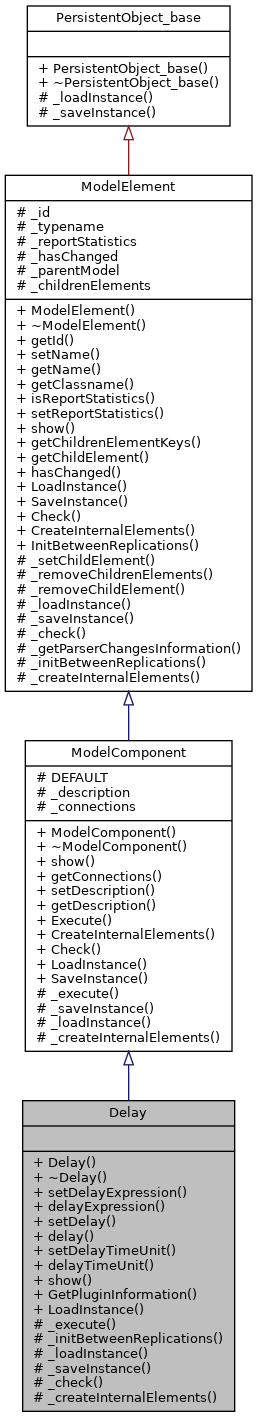 PersistentObject_base
+ PersistentObject_base()
+ ~PersistentObject_base()
# _loadInstance()
# _saveInstance()
ModelElement
# _id
# _typename
# _reportStatistics
# _hasChanged
# _parentModel
# _childrenElements
+ ModelElement()
+ ~ModelElement()
+ getId()
+ setName()
+ getName()
+ getClassname()
+ isReportStatistics()
+ setReportStatistics()
+ show()
+ getChildrenElementKeys()
+ getChildElement()
+ hasChanged()
+ LoadInstance()
+ SaveInstance()
+ Check()
+ CreateInternalElements()
+ InitBetweenReplications()
# _setChildElement()
# _removeChildrenElements()
# _removeChildElement()
# _loadInstance()
# _saveInstance()
# _check()
# _getParserChangesInformation()
# _initBetweenReplications()
# _createInternalElements()
ModelComponent
# DEFAULT
# _description
# _connections
+ ModelComponent()
+ ~ModelComponent()
+ show()
+ getConnections()
+ setDescription()
+ getDescription()
+ Execute()
+ CreateInternalElements()
+ Check()
+ LoadInstance()
+ SaveInstance()
# _execute()
# _saveInstance()
# _loadInstance()
# _createInternalElements()
Delay
+ Delay()
+ ~Delay()
+ setDelayExpression()
+ delayExpression()
+ setDelay()
+ delay()
+ setDelayTimeUnit()
+ delayTimeUnit()
+ show()
+ GetPluginInformation()
+ LoadInstance()
# _execute()
# _initBetweenReplications()
# _loadInstance()
# _saveInstance()
# _check()
# _createInternalElements()